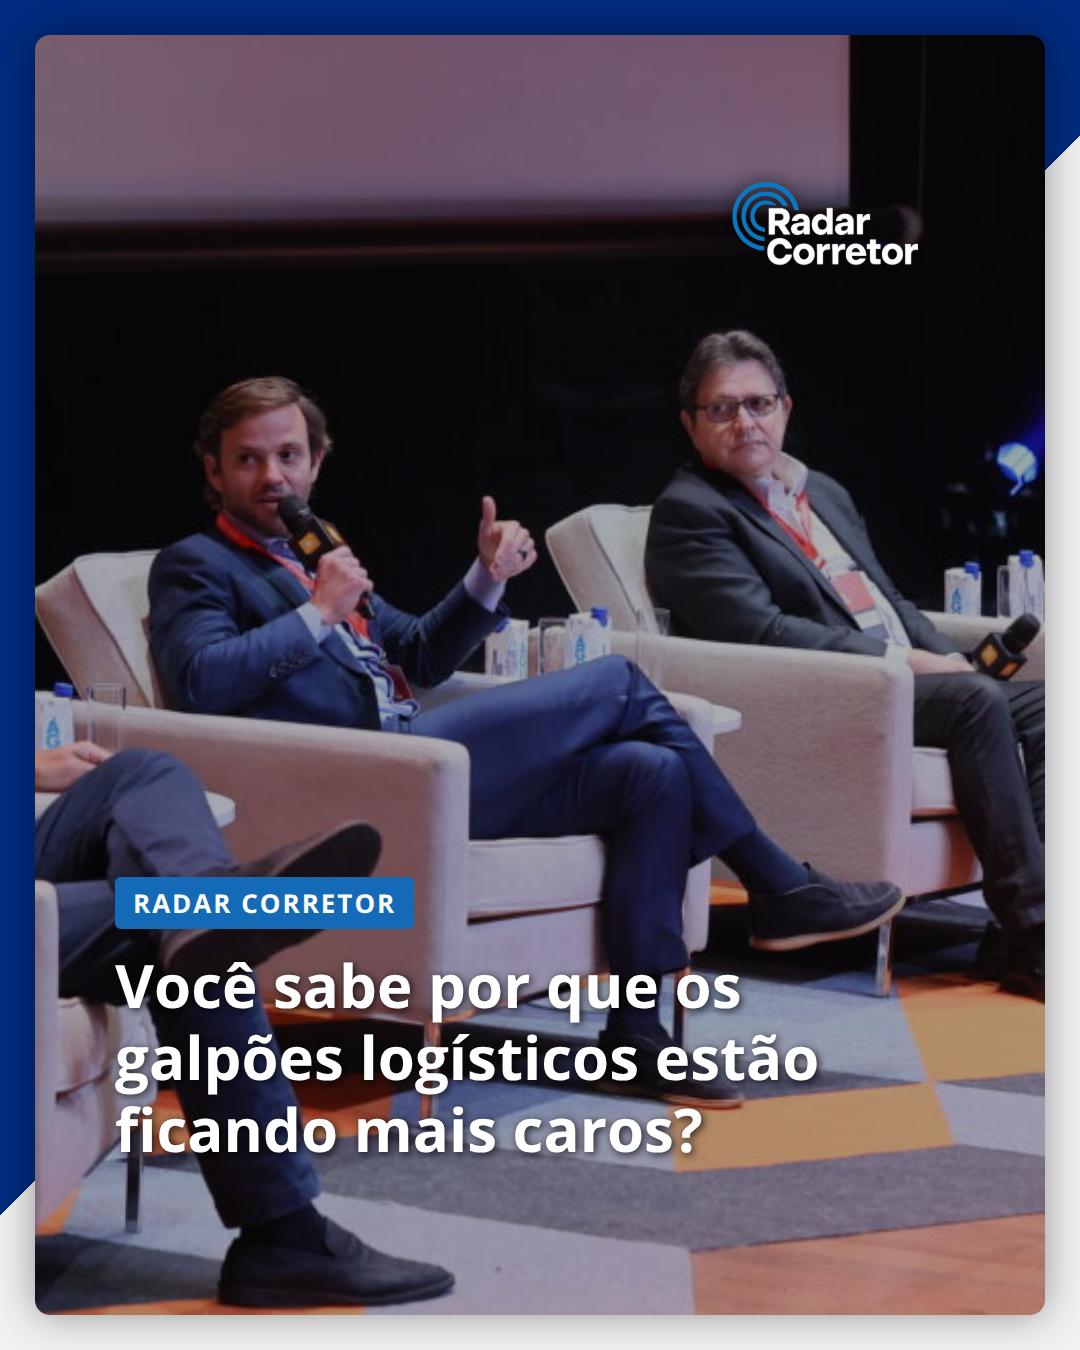 Radar
Corretor
RADAR CORRETOR
Você sabe por que os
galpões logísticos estão
ficando mais caros?